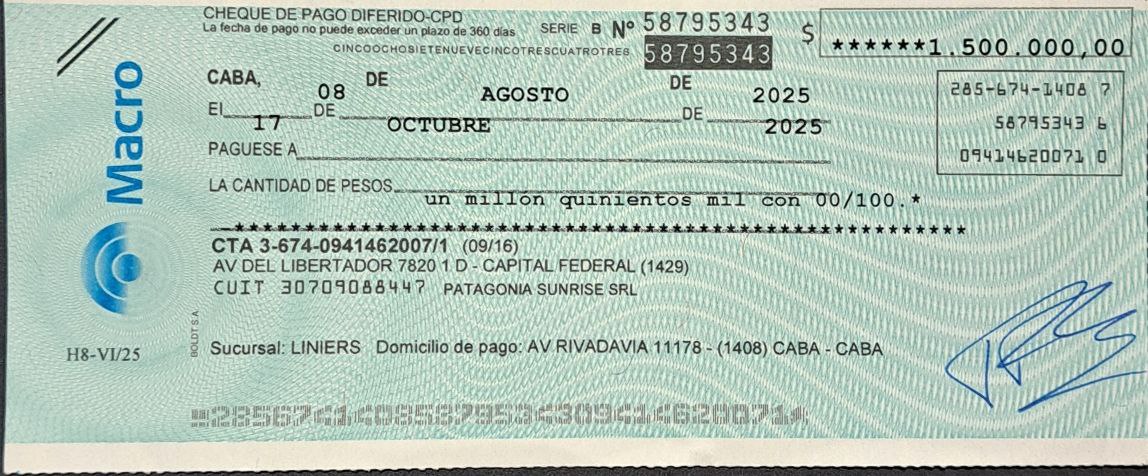 CHEQUE DE PAGO DIFERIDO-CPD
La fecha de pago no puede exceder un plazo de 360 días
SERIE B Nº 58795343
CINCOOCHOSIETENUEVECINCOTRESCUATROTRES 58795343
$ ******1.500.000,00
CABA, 08 DE AGOSTO DE 2025
El 17 DE OCTUBRE DE 2025
285-674-1408 7
58795343 6
09414620071 0
PAGUESE A
LA CANTIDAD DE PESOS un millón quinientos mil con 00/100.*
CTA 3-674-0941462007/1 (09/16)
AV DEL LIBERTADOR 7820 1 D - CAPITAL FEDERAL (1429)
CUIT 30709088447 PATAGONIA SUNRISE SRL
Sucursal: LINIERS Domicilio de pago: AV RIVADAVIA 11178 - (1408) CABA - CABA
Macro
H8-VI/25
BOLDT S.A.
28567414085879534309414620071